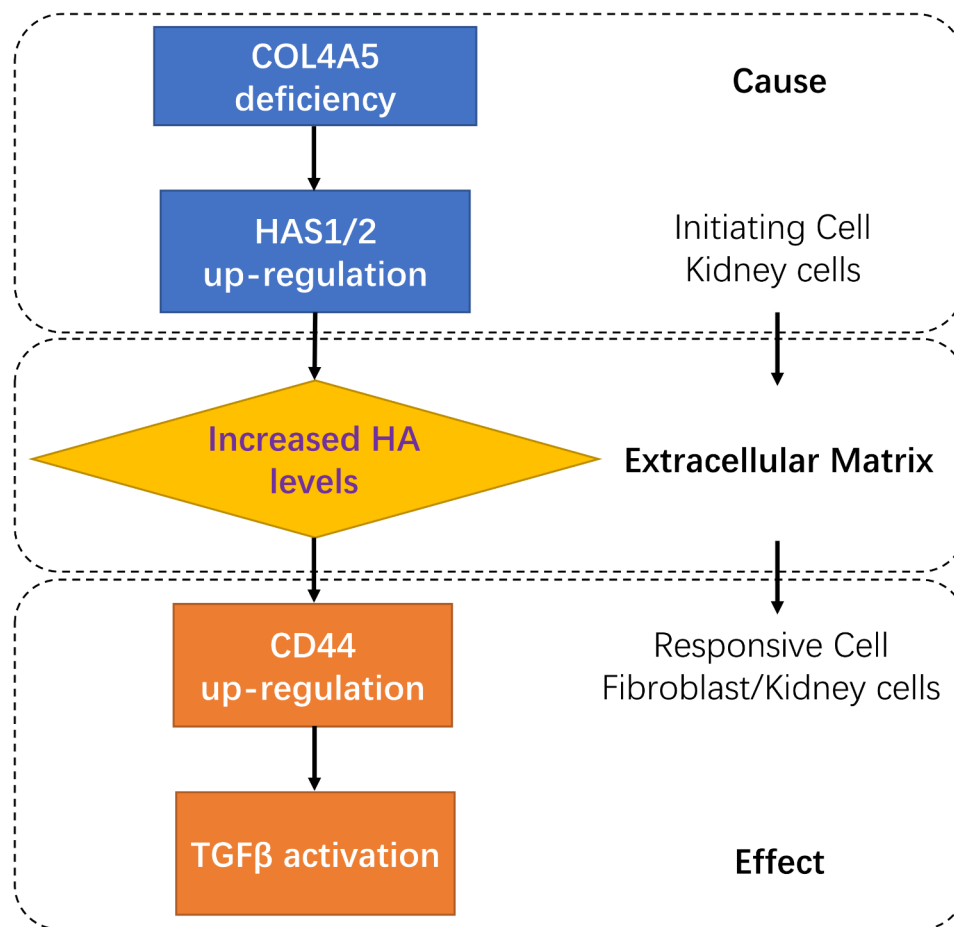 COL4A5
deficiency
Cause
HAS1/2
up-regulation
Initiating Cell
Kidney cells
Increased HA
levels
Extracellular Matrix
CD44
up-regulation
Responsive Cell
Fibroblast/Kidney cells
TGFβ activation
Effect